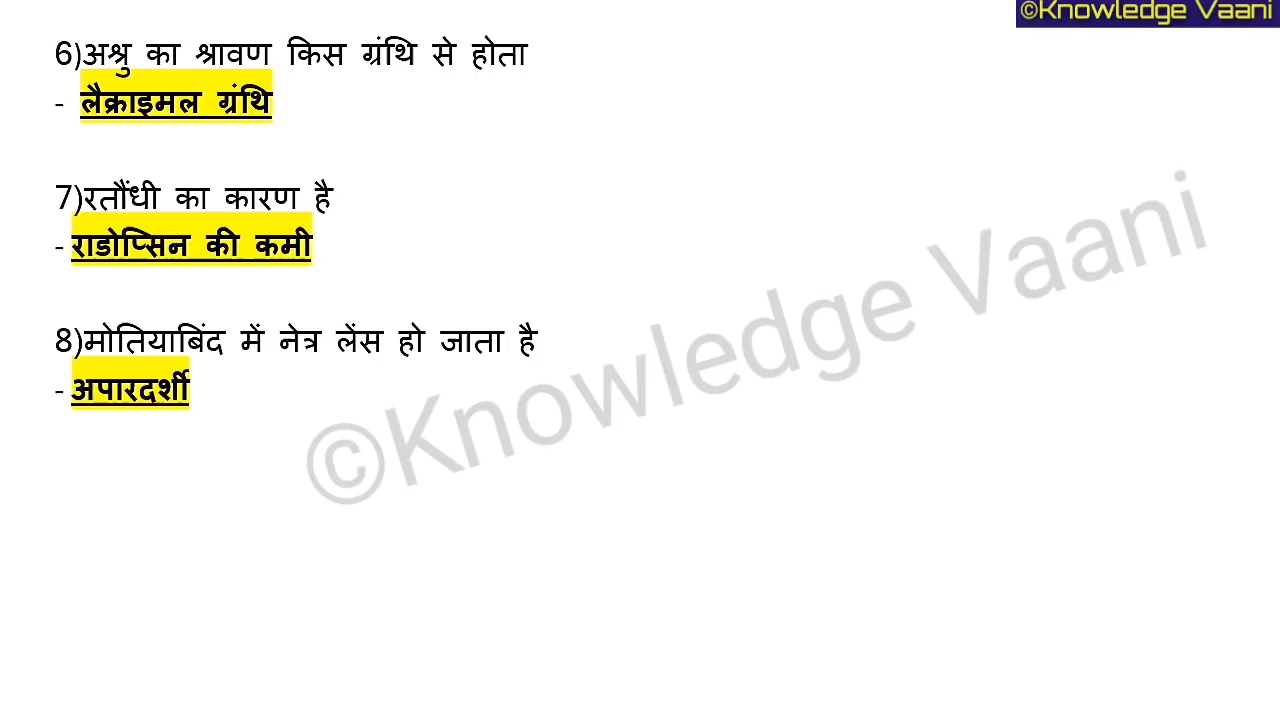 ©Knowledge Vaani
6)अश्रु का श्रावण किस ग्रंथि से होता
- लैक्राइमल ग्रंथि
7)रतौंधी का कारण है
- राडोप्सिन की कमी
8)मोतियाबिंद में नेत्र लेंस हो जाता है
- अपारदर्शी
©Knowledge Vaani